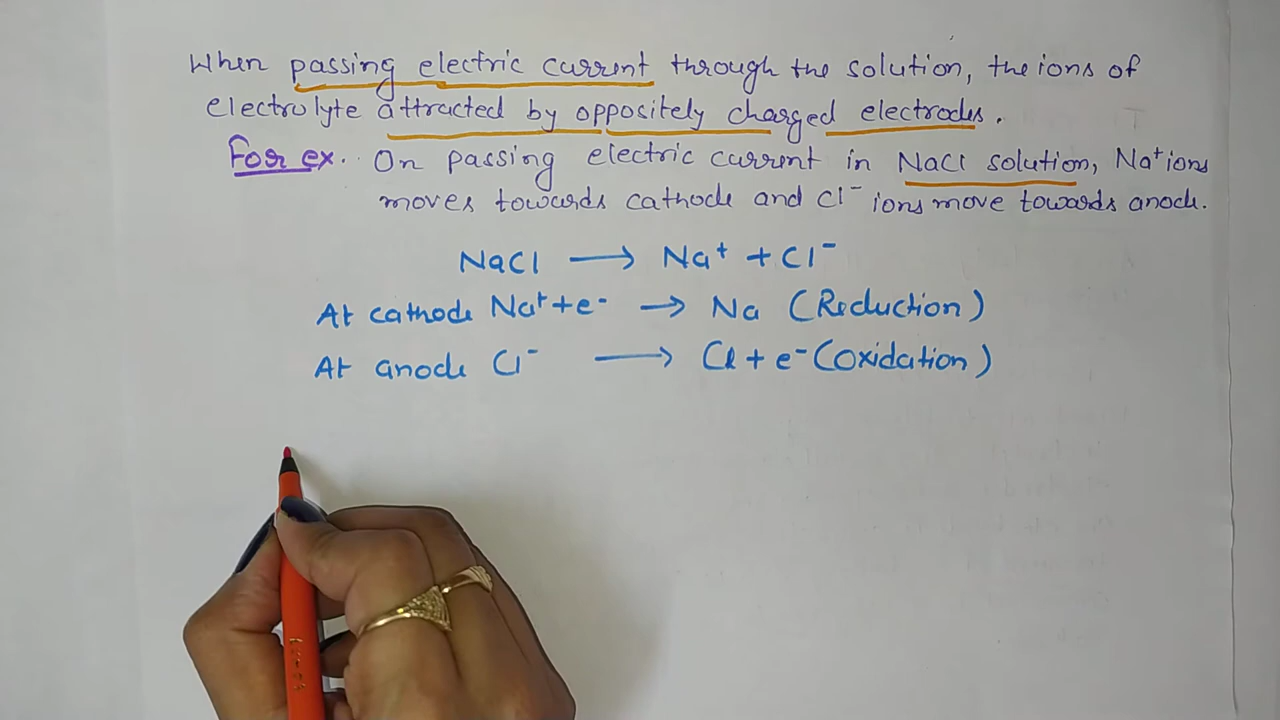 When passing electric current through the solution, the ions of
electrolyte attracted by oppositely charged electrodes.
For ex. On passing electric current in NaCl solution, Na⁺ ions
moves towards cathode and Cl⁻ ions move towards anode.
NaCl ⟶ Na⁺ + Cl⁻
At cathode Na⁺+e⁻ ⟶ Na (Reduction)
At anode Cl⁻ ⟶ Cl + e⁻ (Oxidation)